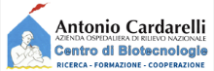 Antonio Cardarelli
AZIENDA OSPEDALIERA DI RILIEVO NAZIONALE
Centro di Biotecnologie
RICERCA - FORMAZIONE - COOPERAZIONE